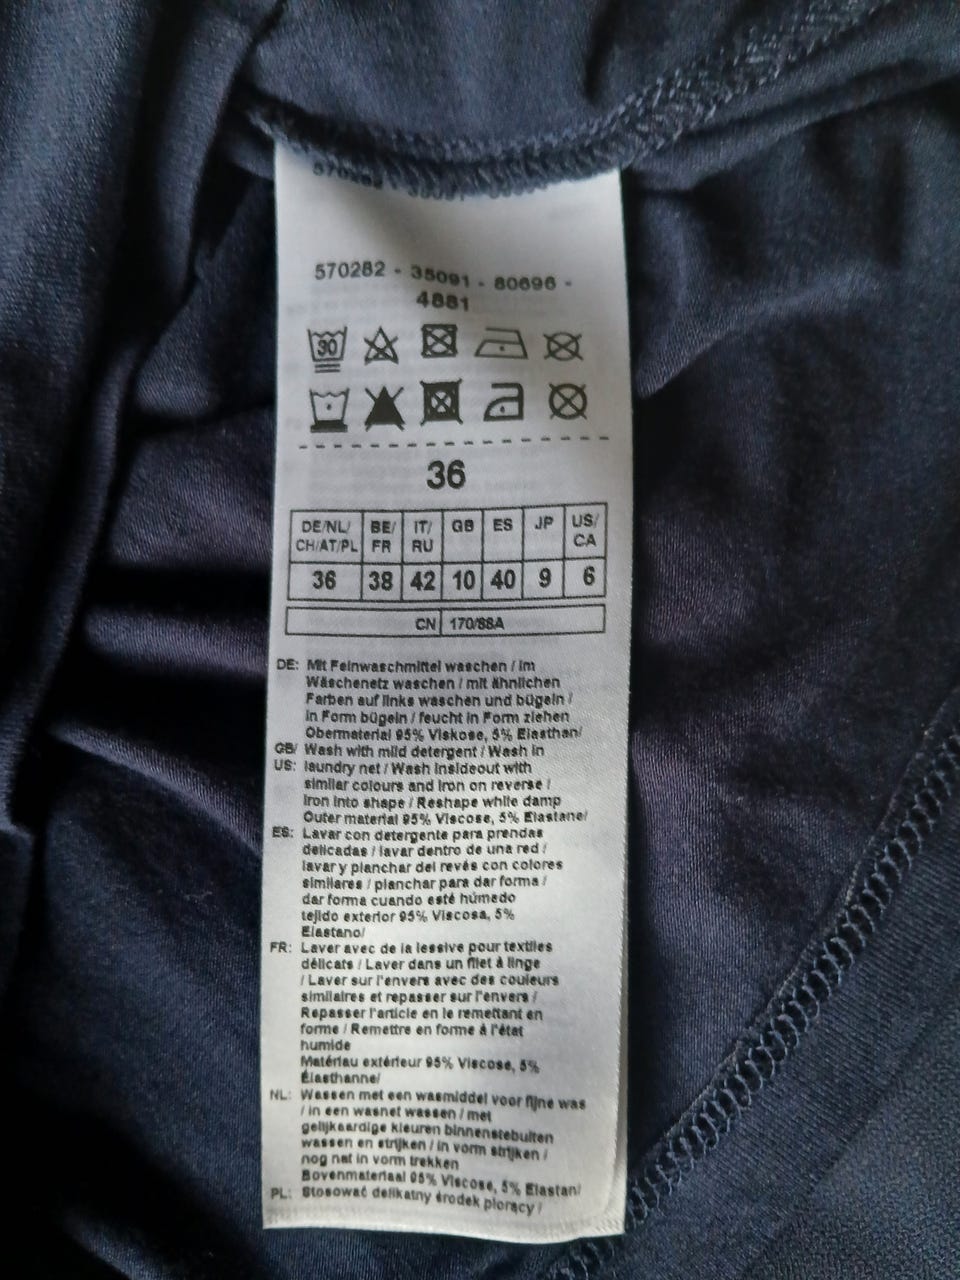 570282 - 35091 - 80696 -
4881
30
36
DE/NL/ BE/ IT/ GB ES JP US/
CH/AT/PL FR RU CA
36 38 42 10 40 9 6
CN 170/88A
DE: Mit Feinwaschmittel waschen / im
Wäschenetz waschen / mit ähnlichen
Farben auf links waschen und bügeln /
in Form bügeln / feucht in Form ziehen
Obermaterial 95% Viskose, 5% Elasthan/
GB/ Wash with mild detergent / Wash in
US: laundry net / Wash insideout with
similar colours and iron on reverse /
Iron into shape / Reshape while damp
Outer material 95% Viscose, 5% Elastane/
ES: Lavar con detergente para prendas
delicadas / lavar dentro de una red /
lavar y planchar del revés con colores
similares / planchar para dar forma /
dar forma cuando esté húmedo
tejido exterior 95% Viscosa, 5%
Elastano/
FR: Laver avec de la lessive pour textiles
délicats / Laver dans un filet à linge
/ Laver sur l'envers avec des couleurs
similaires et repasser sur l'envers /
Repasser l'article en le remettant en
forme / Remettre en forme à l'état
humide
Matériau extérieur 95% Viscose, 5%
Élasthanne/
NL: Wassen met een wasmiddel voor fijne was
/ in een wasnet wassen / met
gelijkaardige kleuren binnenstebuiten
wassen en strijken / in vorm strijken /
nog nat in vorm trekken
Bovenmateriaal 95% Viscose, 5% Elastan/
PL: Stosować delikatny środek piorący /